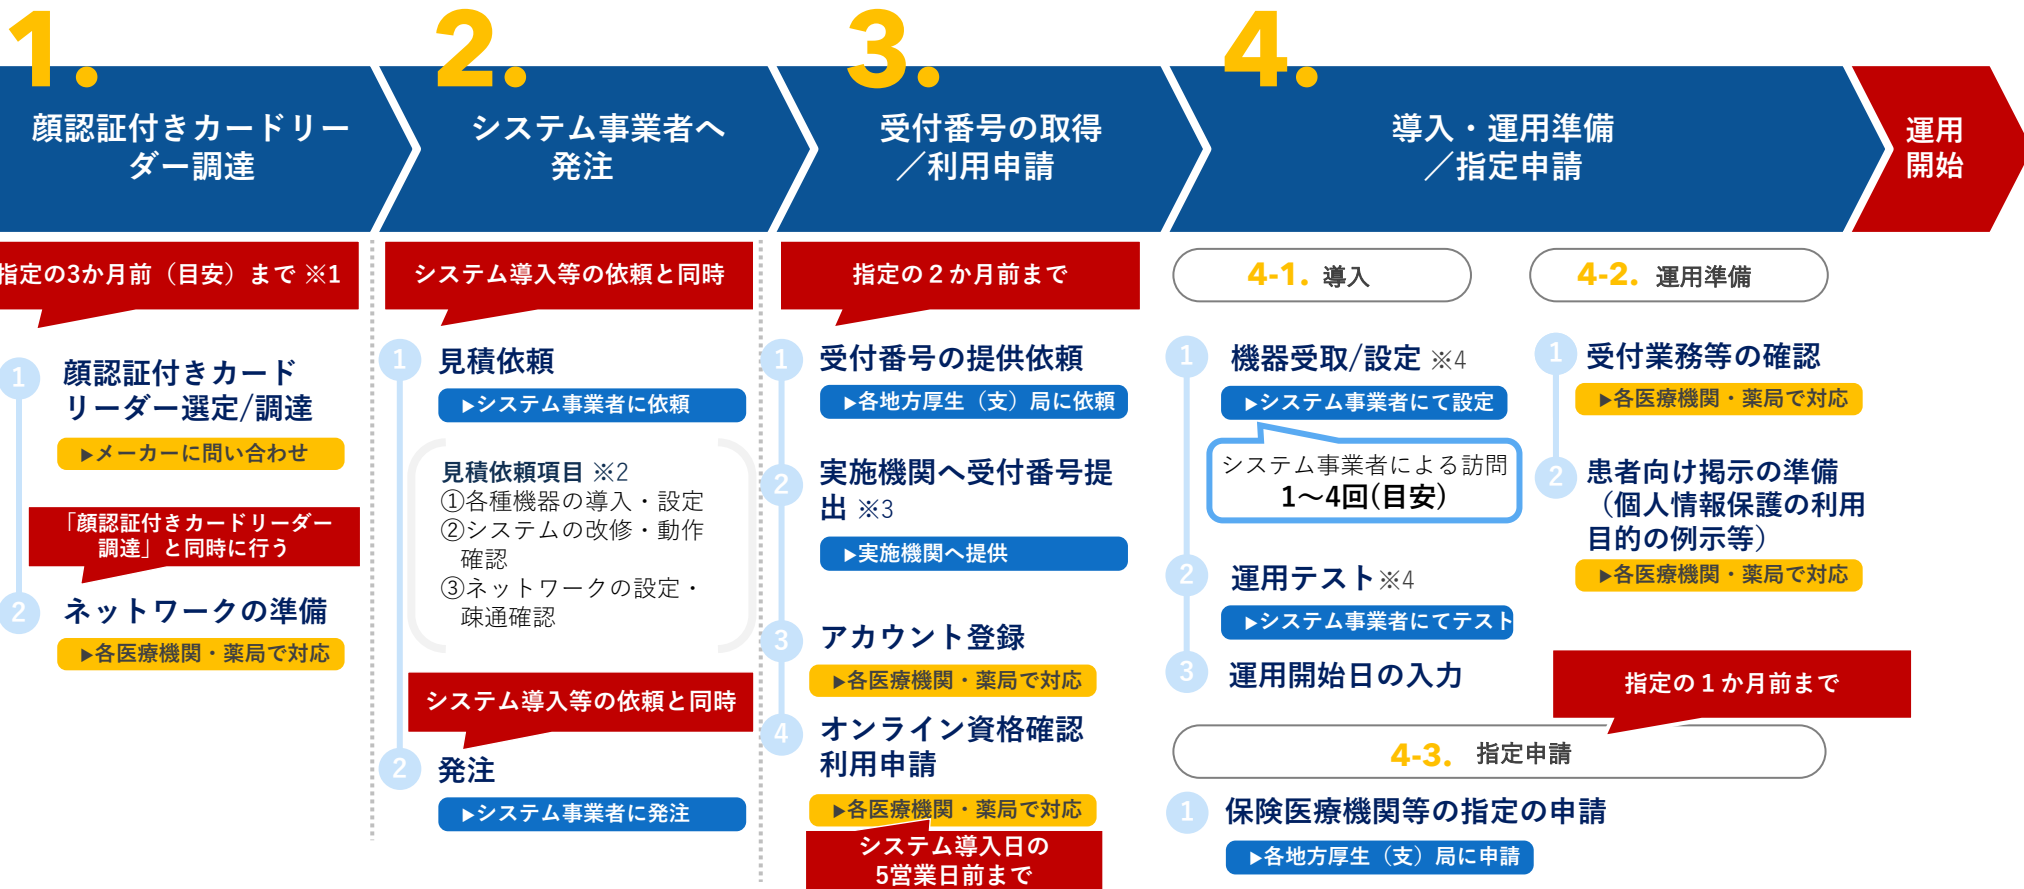 1.
顔認証付きカードリー
ダー調達
2.
システム事業者へ
発注
3.
受付番号の取得
／利用申請
4.
導入・運用準備
／指定申請
運用
開始
指定の3か月前（目安）まで ※1
1
顔認証付きカード
リーダー選定/調達
▶メーカーに問い合わせ
「顔認証付きカードリーダー
調達」と同時に行う
2
ネットワークの準備
▶各医療機関・薬局で対応
システム導入等の依頼と同時
1
見積依頼
▶システム事業者に依頼
見積依頼項目 ※2
①各種機器の導入・設定
②システムの改修・動作
確認
③ネットワークの設定・
疎通確認
システム導入等の依頼と同時
2
発注
▶システム事業者に発注
指定の２か月前まで
1
受付番号の提供依頼
▶各地方厚生（支）局に依頼
2
実施機関へ受付番号提
出 ※3
▶実施機関へ提供
3
アカウント登録
▶各医療機関・薬局で対応
4
オンライン資格確認
利用申請
▶各医療機関・薬局で対応
システム導入日の
5営業日前まで
4-1. 導入
1
機器受取/設定 ※4
▶システム事業者にて設定
システム事業者による訪問
1～4回(目安)
2
運用テスト※4
▶システム事業者にてテスト
3
運用開始日の入力
4-2. 運用準備
1
受付業務等の確認
▶各医療機関・薬局で対応
2
患者向け掲示の準備
（個人情報保護の利用
目的の例示等）
▶各医療機関・薬局で対応
指定の１か月前まで
4-3. 指定申請
1
保険医療機関等の指定の申請
▶各地方厚生（支）局に申請